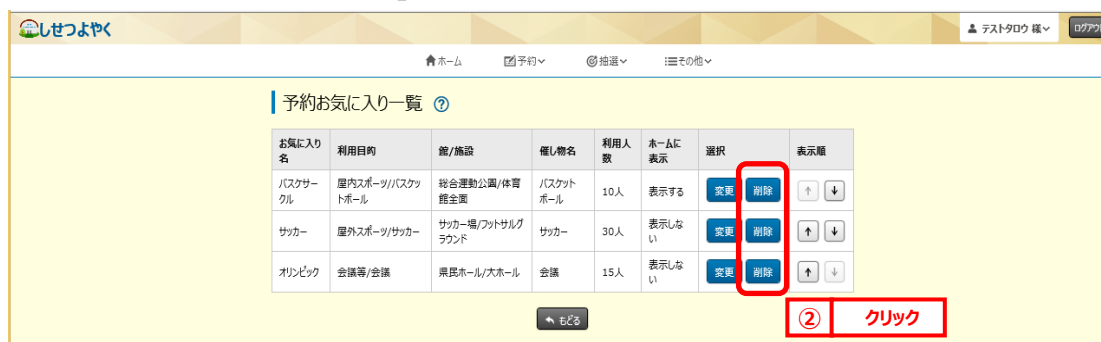 しせつよやく
テストタロウ 様
ログアウ
ホーム 予約 抽選 その他
予約お気に入り一覧 ?
お気に入り名 利用目的 館/施設 催し物名 利用人数 ホームに表示 選択 表示順
バスケサークル 屋内スポーツ/バスケットボール 総合運動公園/体育館全面 バスケットボール 10人 表示する 変更 削除 ↑ ↓
サッカー 屋外スポーツ/サッカー サッカー場/フットサルグラウンド サッカー 30人 表示しない 変更 削除 ↑ ↓
オリンピック 会議等/会議 県民ホール/大ホール 会議 15人 表示しない 変更 削除 ↑ ↓
もどる
② クリック